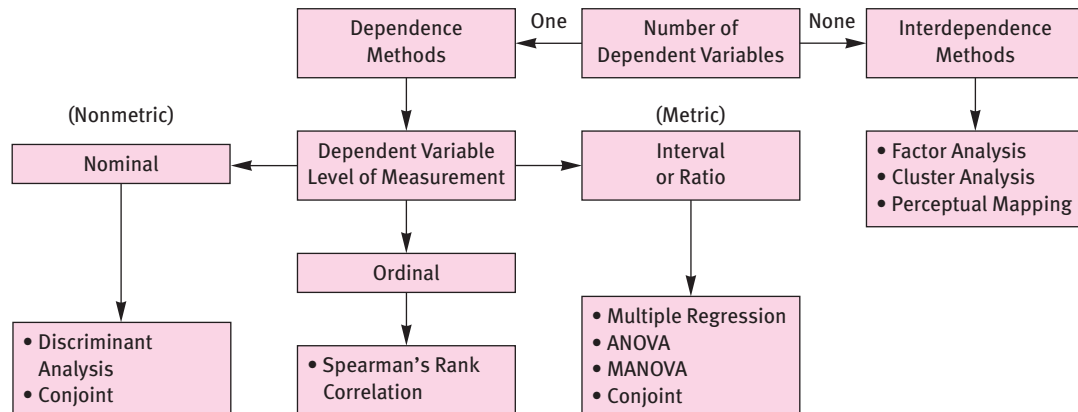 Dependence
Methods
One
Number of
Dependent Variables
None
Interdependence
Methods
(Nonmetric)
(Metric)
Nominal
Dependent Variable
Level of Measurement
Interval
or Ratio
• Factor Analysis
• Cluster Analysis
• Perceptual Mapping
Ordinal
• Discriminant
Analysis
• Conjoint
• Spearman's Rank
Correlation
• Multiple Regression
• ANOVA
• MANOVA
• Conjoint